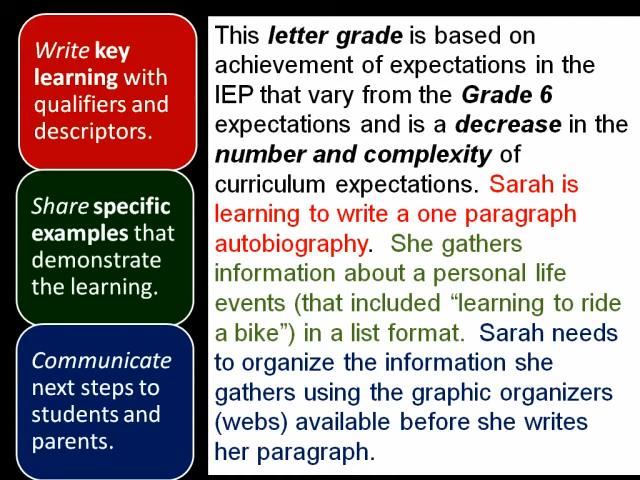 Write key
learning with
qualifiers and
descriptors.
Share specific
examples that
demonstrate
the learning.
Communicate
next steps to
students and
parents.
This letter grade is based on
achievement of expectations in the
IEP that vary from the Grade 6
expectations and is a decrease in the
number and complexity of
curriculum expectations. Sarah is
learning to write a one paragraph
autobiography. She gathers
information about a personal life
events (that included “learning to ride
a bike”) in a list format. Sarah needs
to organize the information she
gathers using the graphic organizers
(webs) available before she writes
her paragraph.